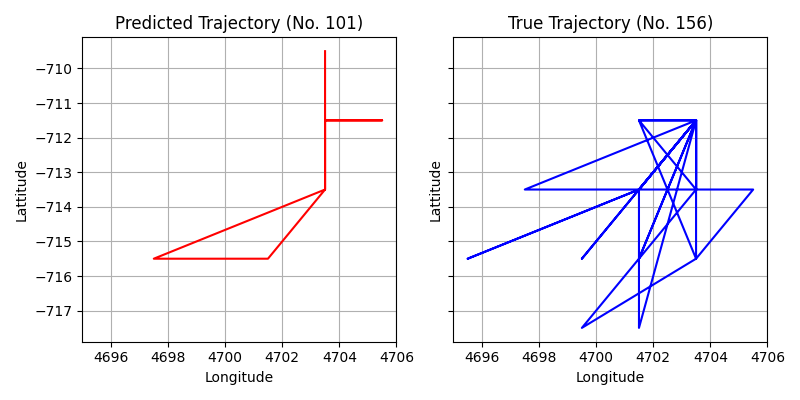 Predicted Trajectory (No. 101)
True Trajectory (No. 156)
Lattitude
−710
−711
−712
−713
−714
−715
−716
−717
4696 4698 4700 4702 4704 4706
Longitude
Lattitude
4696 4698 4700 4702 4704 4706
Longitude